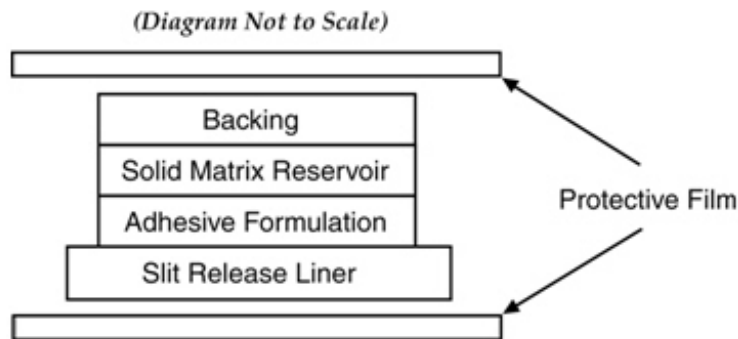 (Diagram Not to Scale)
Backing
Solid Matrix Reservoir
Adhesive Formulation
Protective Film
Slit Release Liner